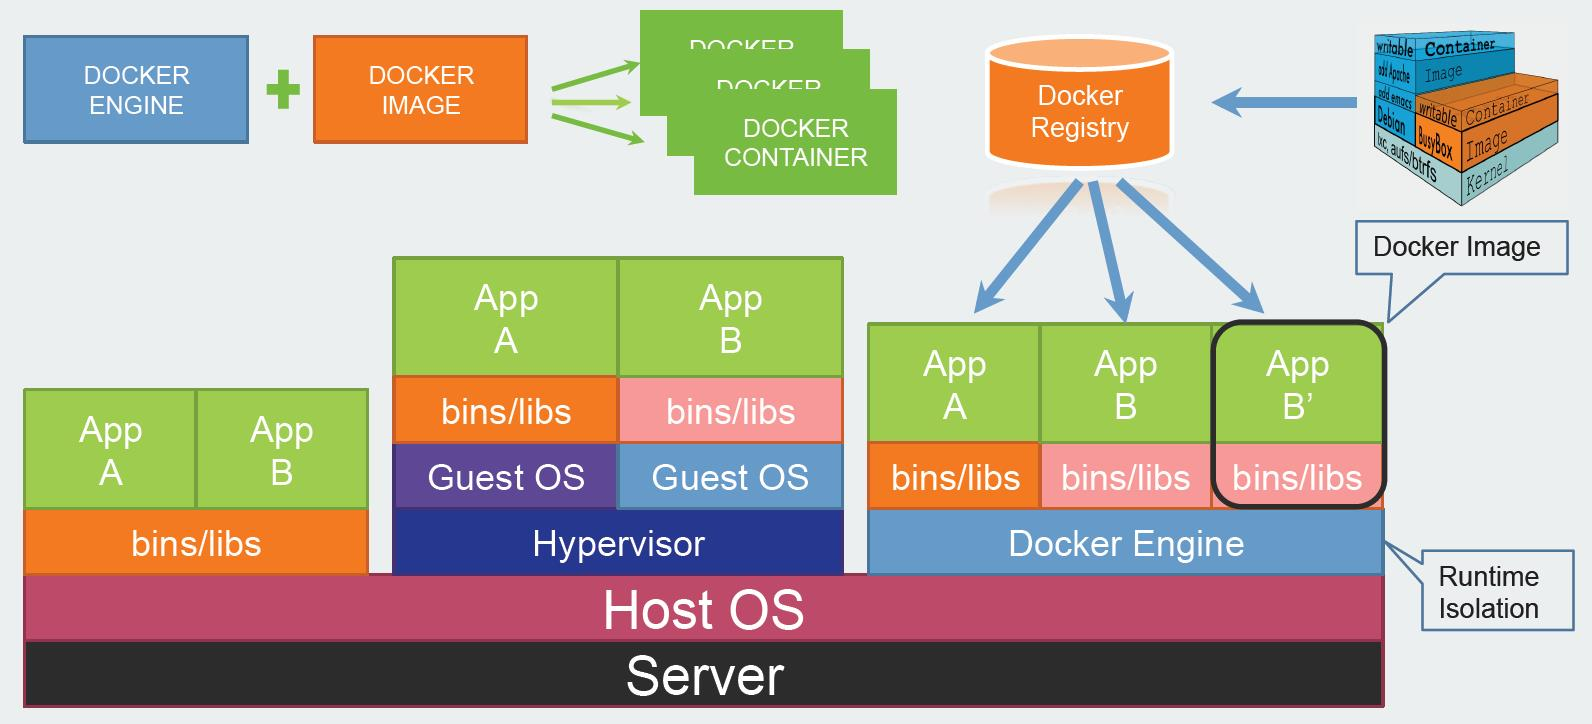 DOCKER
ENGINE
DOCKER
IMAGE
DOCKER
DOCKER
DOCKER
CONTAINER
Docker
Registry
writable
Container
add Apache
Image
add emacs
writable
Container
Debian
BusyBox
Image
lxc, aufs/btrfs
Kernel
Docker Image
App
A
App
B
bins/libs
App
A
App
B
bins/libs
bins/libs
Guest OS
Guest OS
Hypervisor
App
A
App
B
App
B’
bins/libs
bins/libs
bins/libs
Docker Engine
Runtime
Isolation
Host OS
Server